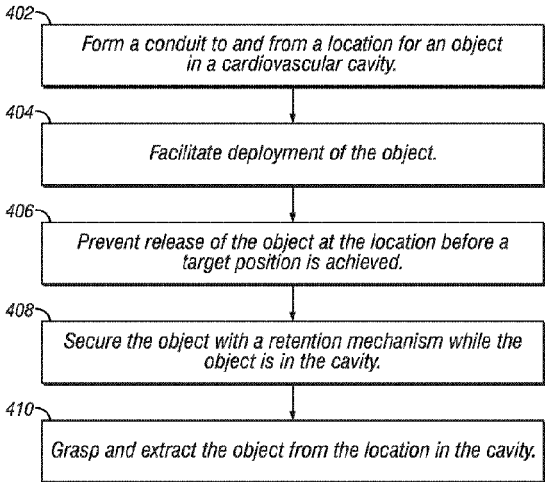 402
Form a conduit to and from a location for an object
in a cardiovascular cavity.
404
Facilitate deployment of the object.
406
Prevent release of the object at the location before a
target position is achieved.
408
Secure the object with a retention mechanism while the
object is in the cavity.
410
Grasp and extract the object from the location in the cavity.